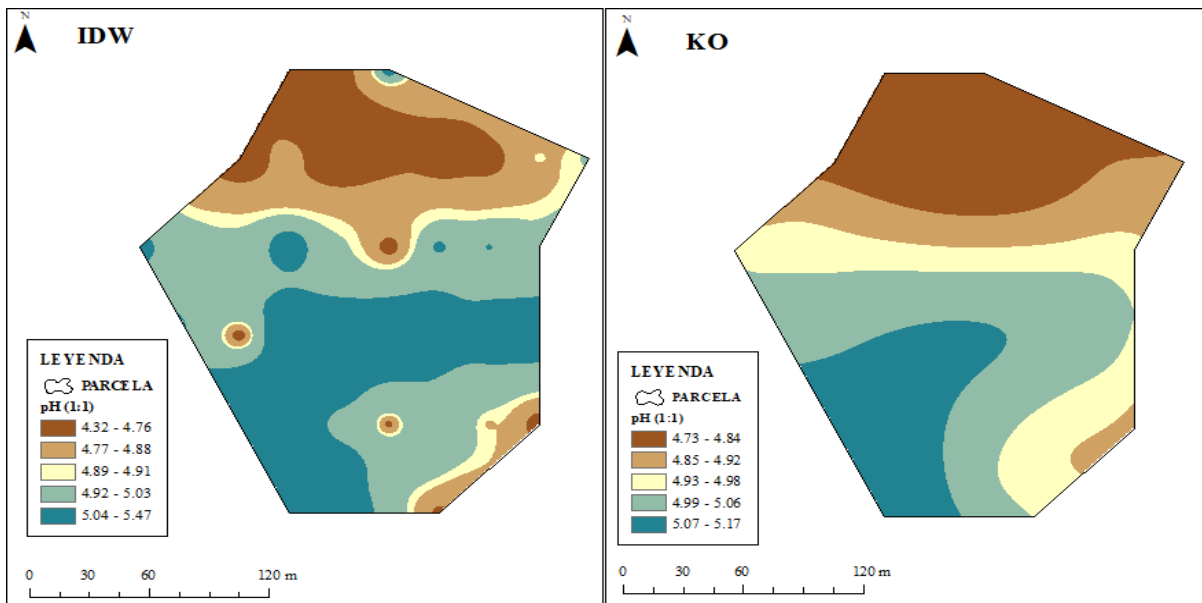 N
IDW
LEYENDA
PARCELA
pH (1:1)
4.32 - 4.76
4.77 - 4.88
4.89 - 4.91
4.92 - 5.03
5.04 - 5.47
0 30 60 120 m
N
KO
LEYENDA
PARCELA
pH (1:1)
4.73 - 4.84
4.85 - 4.92
4.93 - 4.98
4.99 - 5.06
5.07 - 5.17
0 30 60 120 m